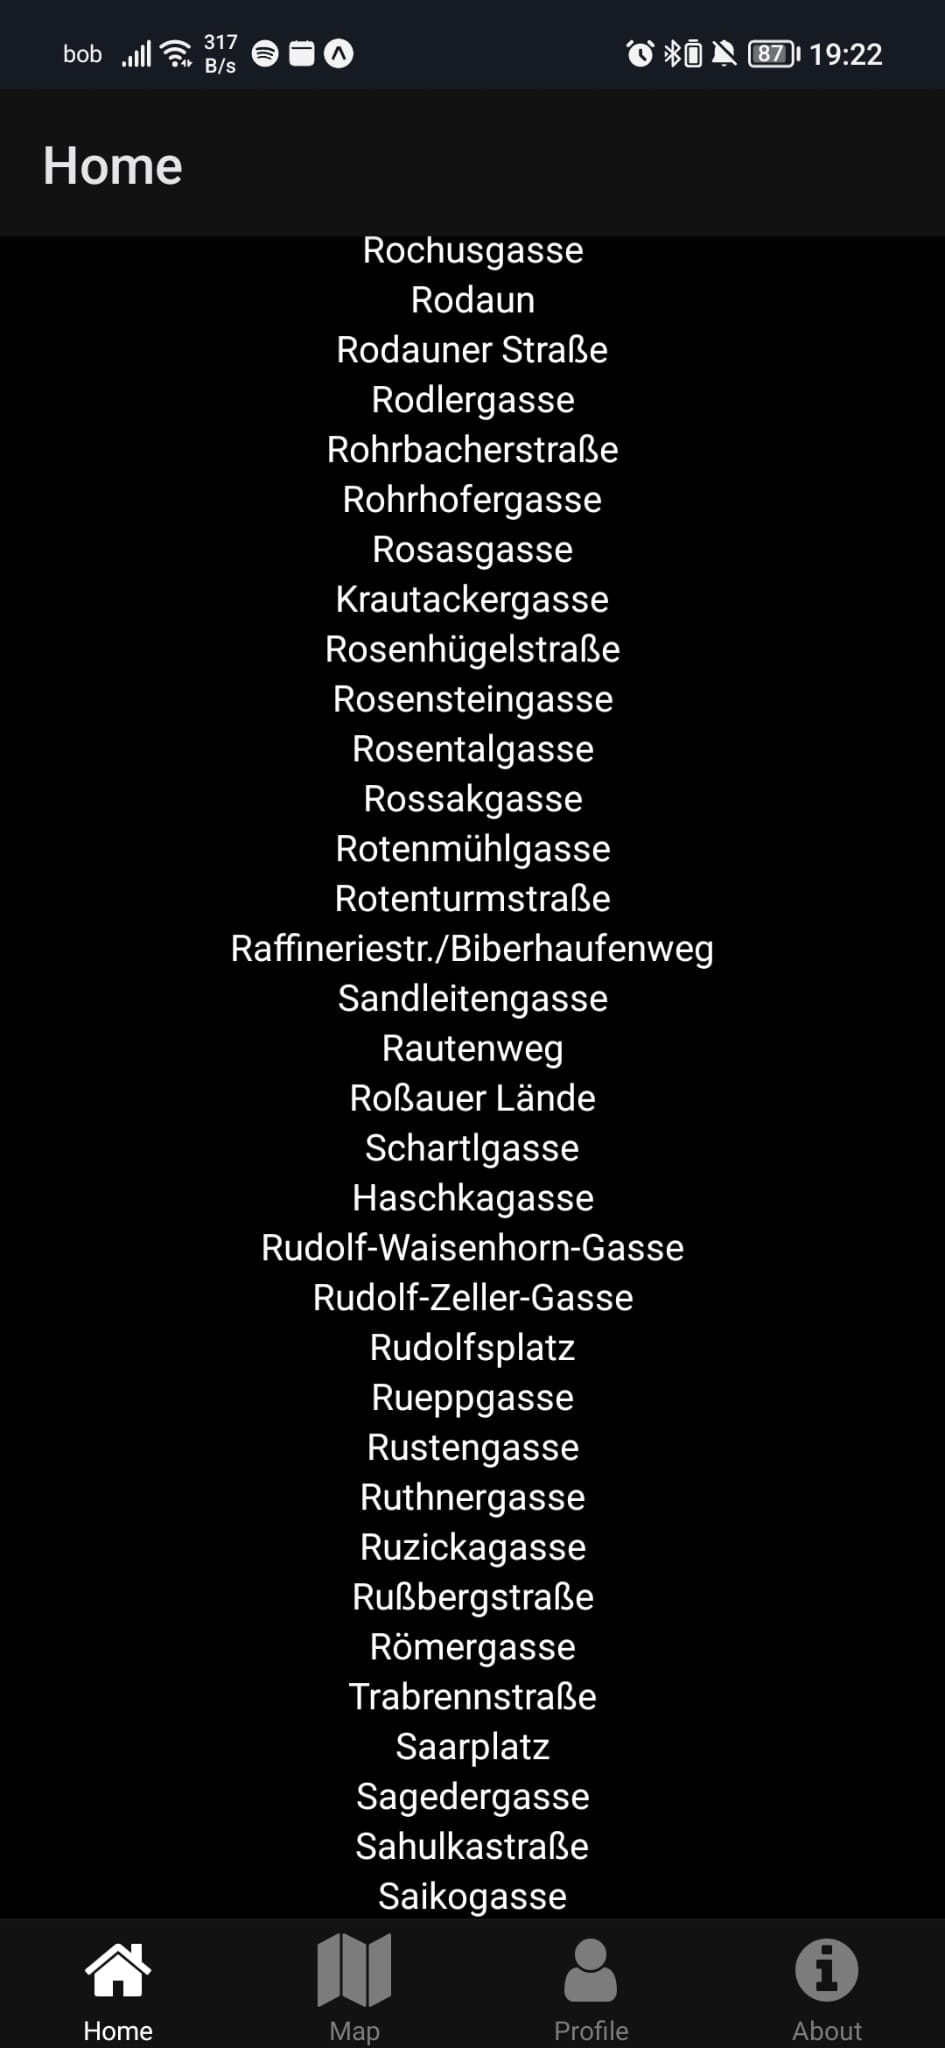 bob 317 B/s 87 19:22
Home
Rochusgasse
Rodaun
Rodauner Straße
Rodlergasse
Rohrbacherstraße
Rohrhofergasse
Rosasgasse
Krautackergasse
Rosenhügelstraße
Rosensteingasse
Rosentalgasse
Rossakgasse
Rotenmühlgasse
Rotenturmstraße
Raffineriestr./Biberhaufenweg
Sandleitengasse
Rautenweg
Roßauer Lände
Schartlgasse
Haschkagasse
Rudolf-Waisenhorn-Gasse
Rudolf-Zeller-Gasse
Rudolfsplatz
Rueppgasse
Rustengasse
Ruthnergasse
Ruzickagasse
Rußbergstraße
Römergasse
Trabrennstraße
Saarplatz
Sagedergasse
Sahulkastraße
Saikogasse
Home Map Profile About